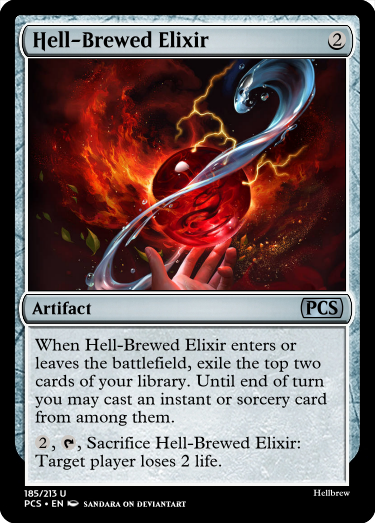 Hell-Brewed Elixir 2
Artifact PCS
When Hell-Brewed Elixir enters or
leaves the battlefield, exile the top two
cards of your library. Until end of turn
you may cast an instant or sorcery card
from among them.
2, , Sacrifice Hell-Brewed Elixir:
Target player loses 2 life.
185/213 U Hellbrew
PCS • EN SANDARA ON DEVIANTART